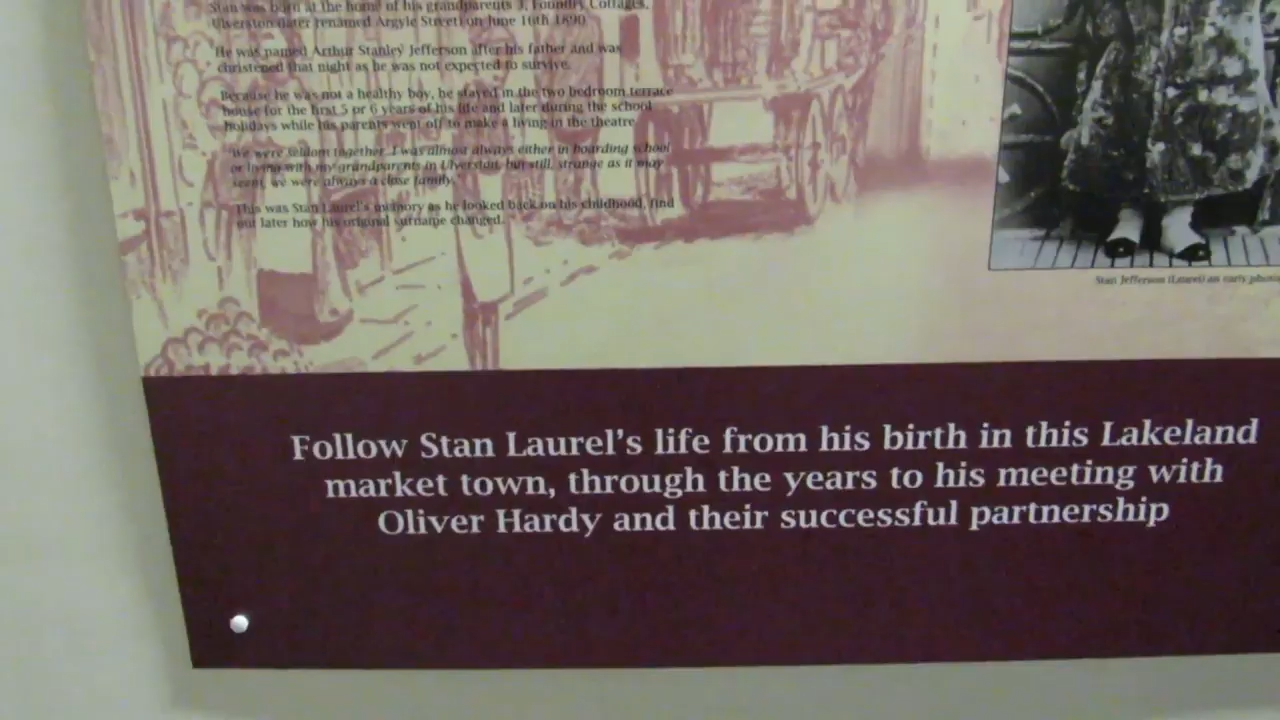 Stan was born at the home of his grandparents 3, Foundry Cottages,
Ulverston (later renamed Argyle Street) on June 16th 1890.
He was named Arthur Stanley Jefferson after his father and was
christened that night as he was not expected to survive.
Because he was not a healthy boy, he stayed in the two bedroom terrace
house for the first 5 or 6 years of his life and later during the school
holidays while his parents went off to make a living in the theatre.
"We were seldom together. I was almost always either in boarding school
or living with my grandparents in Ulverston, but still, strange as it may
seem, we were always a close family."
This was Stan Laurel's memory as he looked back on his childhood, find
out later how his original surname changed.
Stan Jefferson (Laurel) an early
Follow Stan Laurel's life from his birth in this Lakeland
market town, through the years to his meeting with
Oliver Hardy and their successful partnership